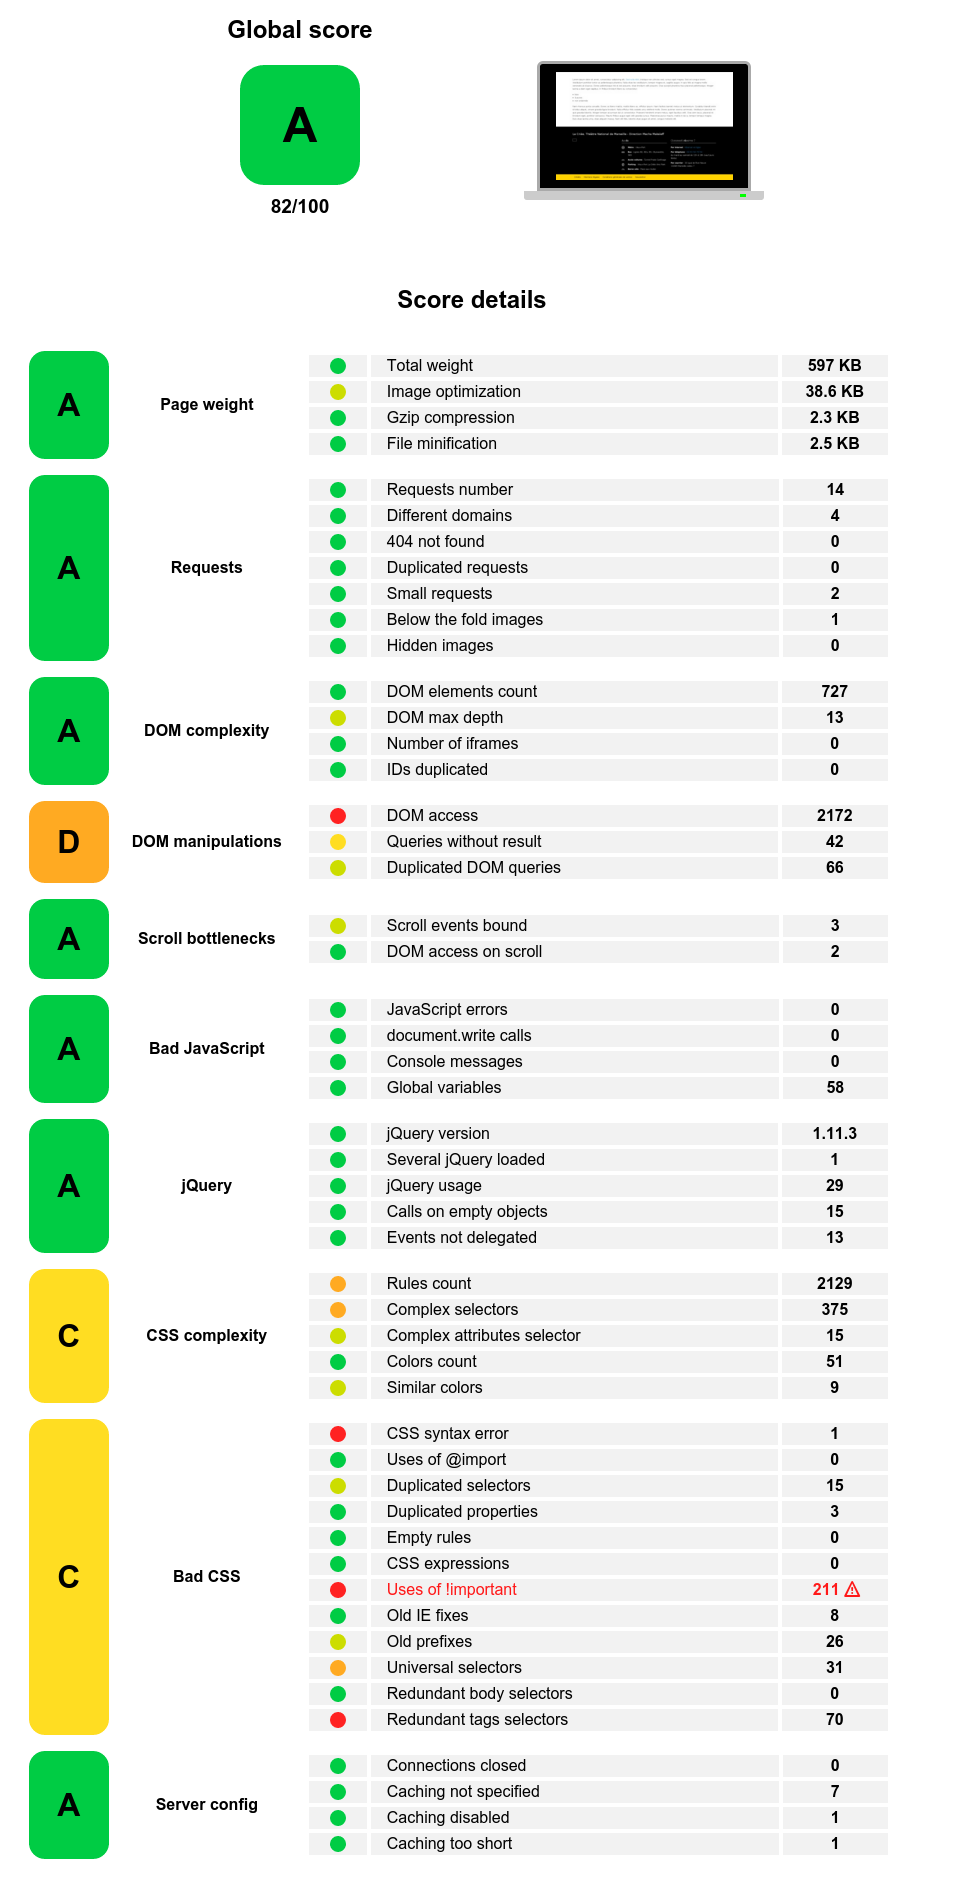 Global score
A
82/100
Score details
A
Page weight
Total weight 597 KB
Image optimization 38.6 KB
Gzip compression 2.3 KB
File minification 2.5 KB
A
Requests
Requests number 14
Different domains 4
404 not found 0
Duplicated requests 0
Small requests 2
Below the fold images 1
Hidden images 0
A
DOM complexity
DOM elements count 727
DOM max depth 13
Number of iframes 0
IDs duplicated 0
D
DOM manipulations
DOM access 2172
Queries without result 42
Duplicated DOM queries 66
A
Scroll bottlenecks
Scroll events bound 3
DOM access on scroll 2
A
Bad JavaScript
JavaScript errors 0
document.write calls 0
Console messages 0
Global variables 58
A
jQuery
jQuery version 1.11.3
Several jQuery loaded 1
jQuery usage 29
Calls on empty objects 15
Events not delegated 13
C
CSS complexity
Rules count 2129
Complex selectors 375
Complex attributes selector 15
Colors count 51
Similar colors 9
C
Bad CSS
CSS syntax error 1
Uses of @import 0
Duplicated selectors 15
Duplicated properties 3
Empty rules 0
CSS expressions 0
Uses of !important 211
Old IE fixes 8
Old prefixes 26
Universal selectors 31
Redundant body selectors 0
Redundant tags selectors 70
A
Server config
Connections closed 0
Caching not specified 7
Caching disabled 1
Caching too short 1